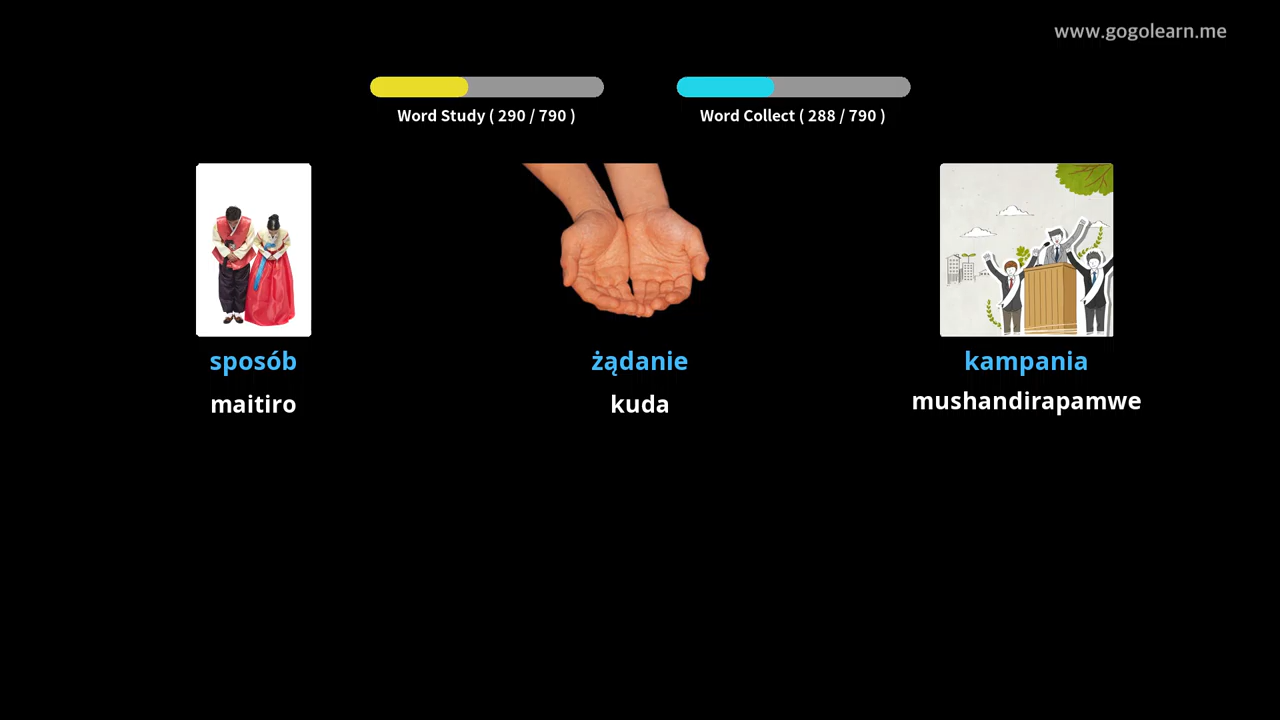 www.gogolearn.me
Word Study ( 290 / 790 )
Word Collect ( 288 / 790 )
sposób
żądanie
kampania
maitiro
kuda
mushandirapamwe